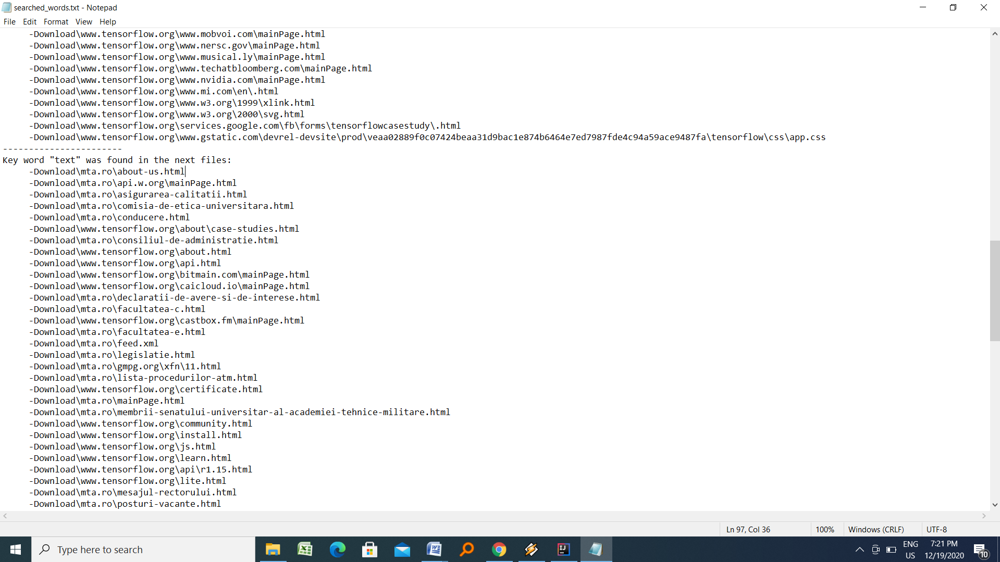 searched_words.txt - Notepad
File Edit Format View Help
-Download\www.tensorflow.org\www.mobvoi.com\mainPage.html
-Download\www.tensorflow.org\www.nersc.gov\mainPage.html
-Download\www.tensorflow.org\www.musical.ly\mainPage.html
-Download\www.tensorflow.org\www.techatbloomberg.com\mainPage.html
-Download\www.tensorflow.org\www.nvidia.com\mainPage.html
-Download\www.tensorflow.org\www.mi.com\en\.html
-Download\www.tensorflow.org\www.w3.org\1999\xlink.html
-Download\www.tensorflow.org\www.w3.org\2000\svg.html
-Download\www.tensorflow.org\services.google.com\fb\forms\tensorflowcasestudy\.html
-Download\www.tensorflow.org\www.gstatic.com\devrel-devsite\prod\veaa02889f0c07424beaa31d9bac1e874b6464e7ed7987fde4c94a59ace9487fa\tensorflow\css\app.css
-----------------------
Key word "text" was found in the next files:
-Download\mta.ro\about-us.html
-Download\mta.ro\api.w.org\mainPage.html
-Download\mta.ro\asigurarea-calitatii.html
-Download\mta.ro\comisia-de-etica-universitara.html
-Download\mta.ro\conducere.html
-Download\www.tensorflow.org\about\case-studies.html
-Download\mta.ro\consiliul-de-administratie.html
-Download\www.tensorflow.org\about.html
-Download\www.tensorflow.org\api.html
-Download\www.tensorflow.org\bitmain.com\mainPage.html
-Download\www.tensorflow.org\caicloud.io\mainPage.html
-Download\mta.ro\declaratii-de-avere-si-de-interese.html
-Download\mta.ro\facultatea-c.html
-Download\www.tensorflow.org\castbox.fm\mainPage.html
-Download\mta.ro\facultatea-e.html
-Download\mta.ro\feed.xml
-Download\mta.ro\legislatie.html
-Download\mta.ro\gmpg.org\xfn\11.html
-Download\mta.ro\lista-procedurilor-atm.html
-Download\www.tensorflow.org\certificate.html
-Download\mta.ro\mainPage.html
-Download\mta.ro\membrii-senatului-universitar-al-academiei-tehnice-militare.html
-Download\www.tensorflow.org\community.html
-Download\www.tensorflow.org\install.html
-Download\www.tensorflow.org\js.html
-Download\www.tensorflow.org\learn.html
-Download\www.tensorflow.org\api\r1.15.html
-Download\www.tensorflow.org\lite.html
-Download\mta.ro\mesajul-rectorului.html
-Download\mta.ro\posturi-vacante.html
Ln 97, Col 36 100% Windows (CRLF) UTF-8
Type here to search
ENG 7:21 PM
US 12/19/2020 10